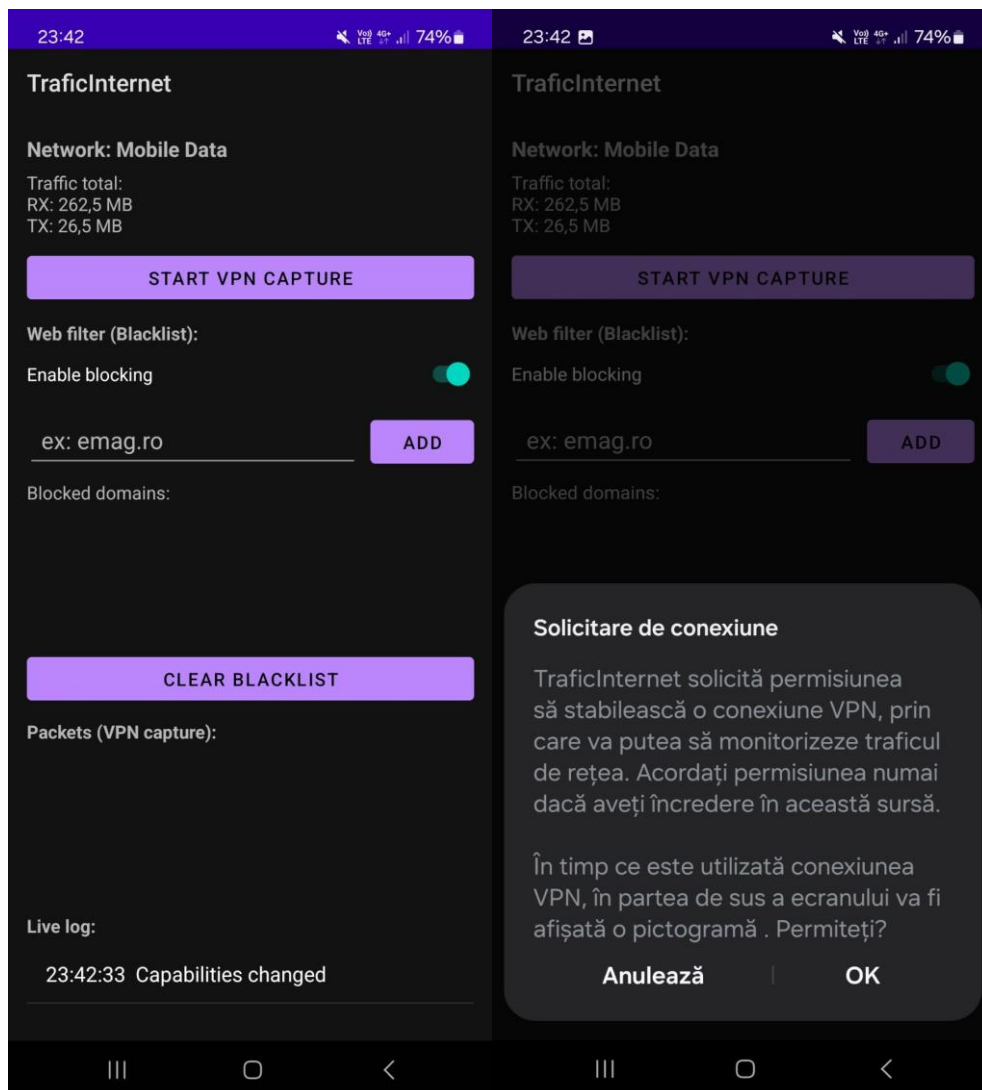 23:42
Vo)) 4G+
LTE
74%
TraficInternet
Network: Mobile Data
Traffic total:
RX: 262,5 MB
TX: 26,5 MB
START VPN CAPTURE
Web filter (Blacklist):
Enable blocking
ex: emag.ro
ADD
Blocked domains:
CLEAR BLACKLIST
Packets (VPN capture):
Live log:
23:42:33 Capabilities changed
23:42
Vo)) 4G+
LTE
74%
TraficInternet
Network: Mobile Data
Traffic total:
RX: 262,5 MB
TX: 26,5 MB
START VPN CAPTURE
Web filter (Blacklist):
Enable blocking
ex: emag.ro
ADD
Blocked domains:
Solicitare de conexiune
TraficInternet solicită permisiunea
să stabilească o conexiune VPN, prin
care va putea să monitorizeze traficul
de rețea. Acordați permisiunea numai
dacă aveți încredere în această sursă.
În timp ce este utilizată conexiunea
VPN, în partea de sus a ecranului va fi
afișată o pictogramă . Permiteți?
Anulează
OK